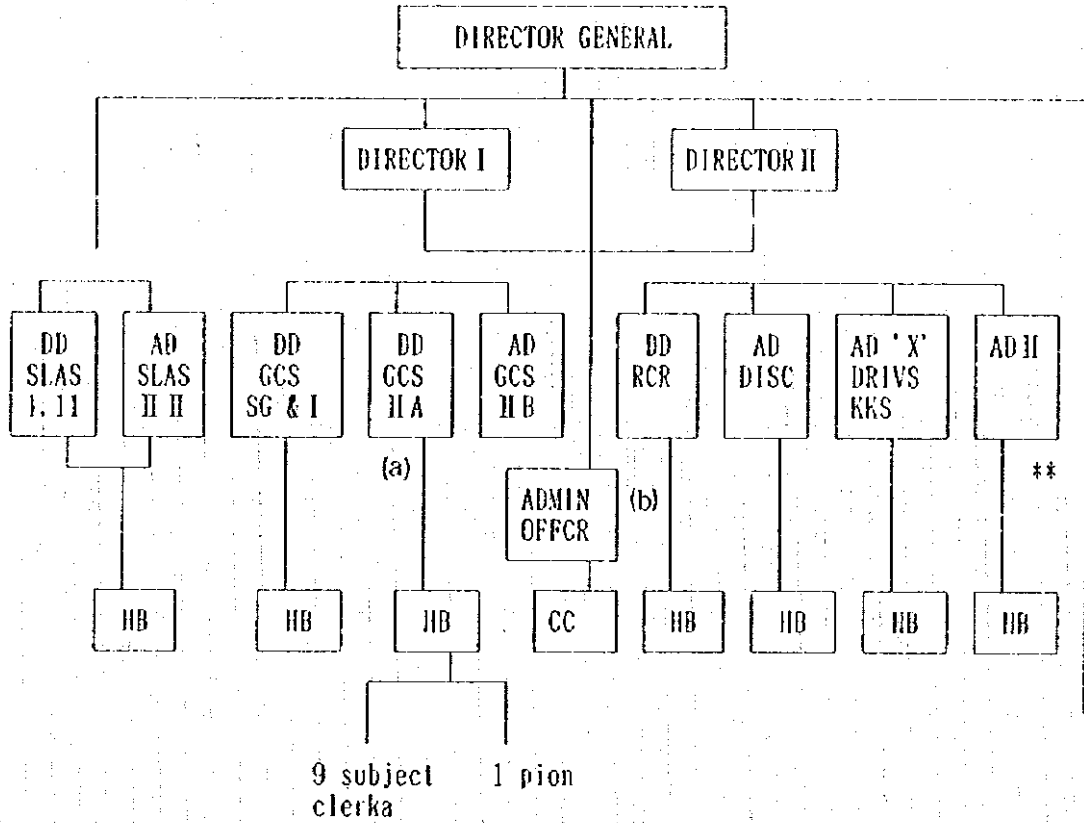 DIRECTOR GENERAL
DIRECTOR I
DIRECTOR II
DD
SLAS
I, II
AD
SLAS
II II
DD
GCS
SG & I
DD
GCS
II A
AD
GCS
II B
DD
RCR
AD
DISC
AD 'X'
DRIVS
KKS
AD II
(a)
ADMIN
OFFCR
(b)
**
HB
HB
HB
CC
HB
HB
HB
HB
9 subject
clerka
1 pion